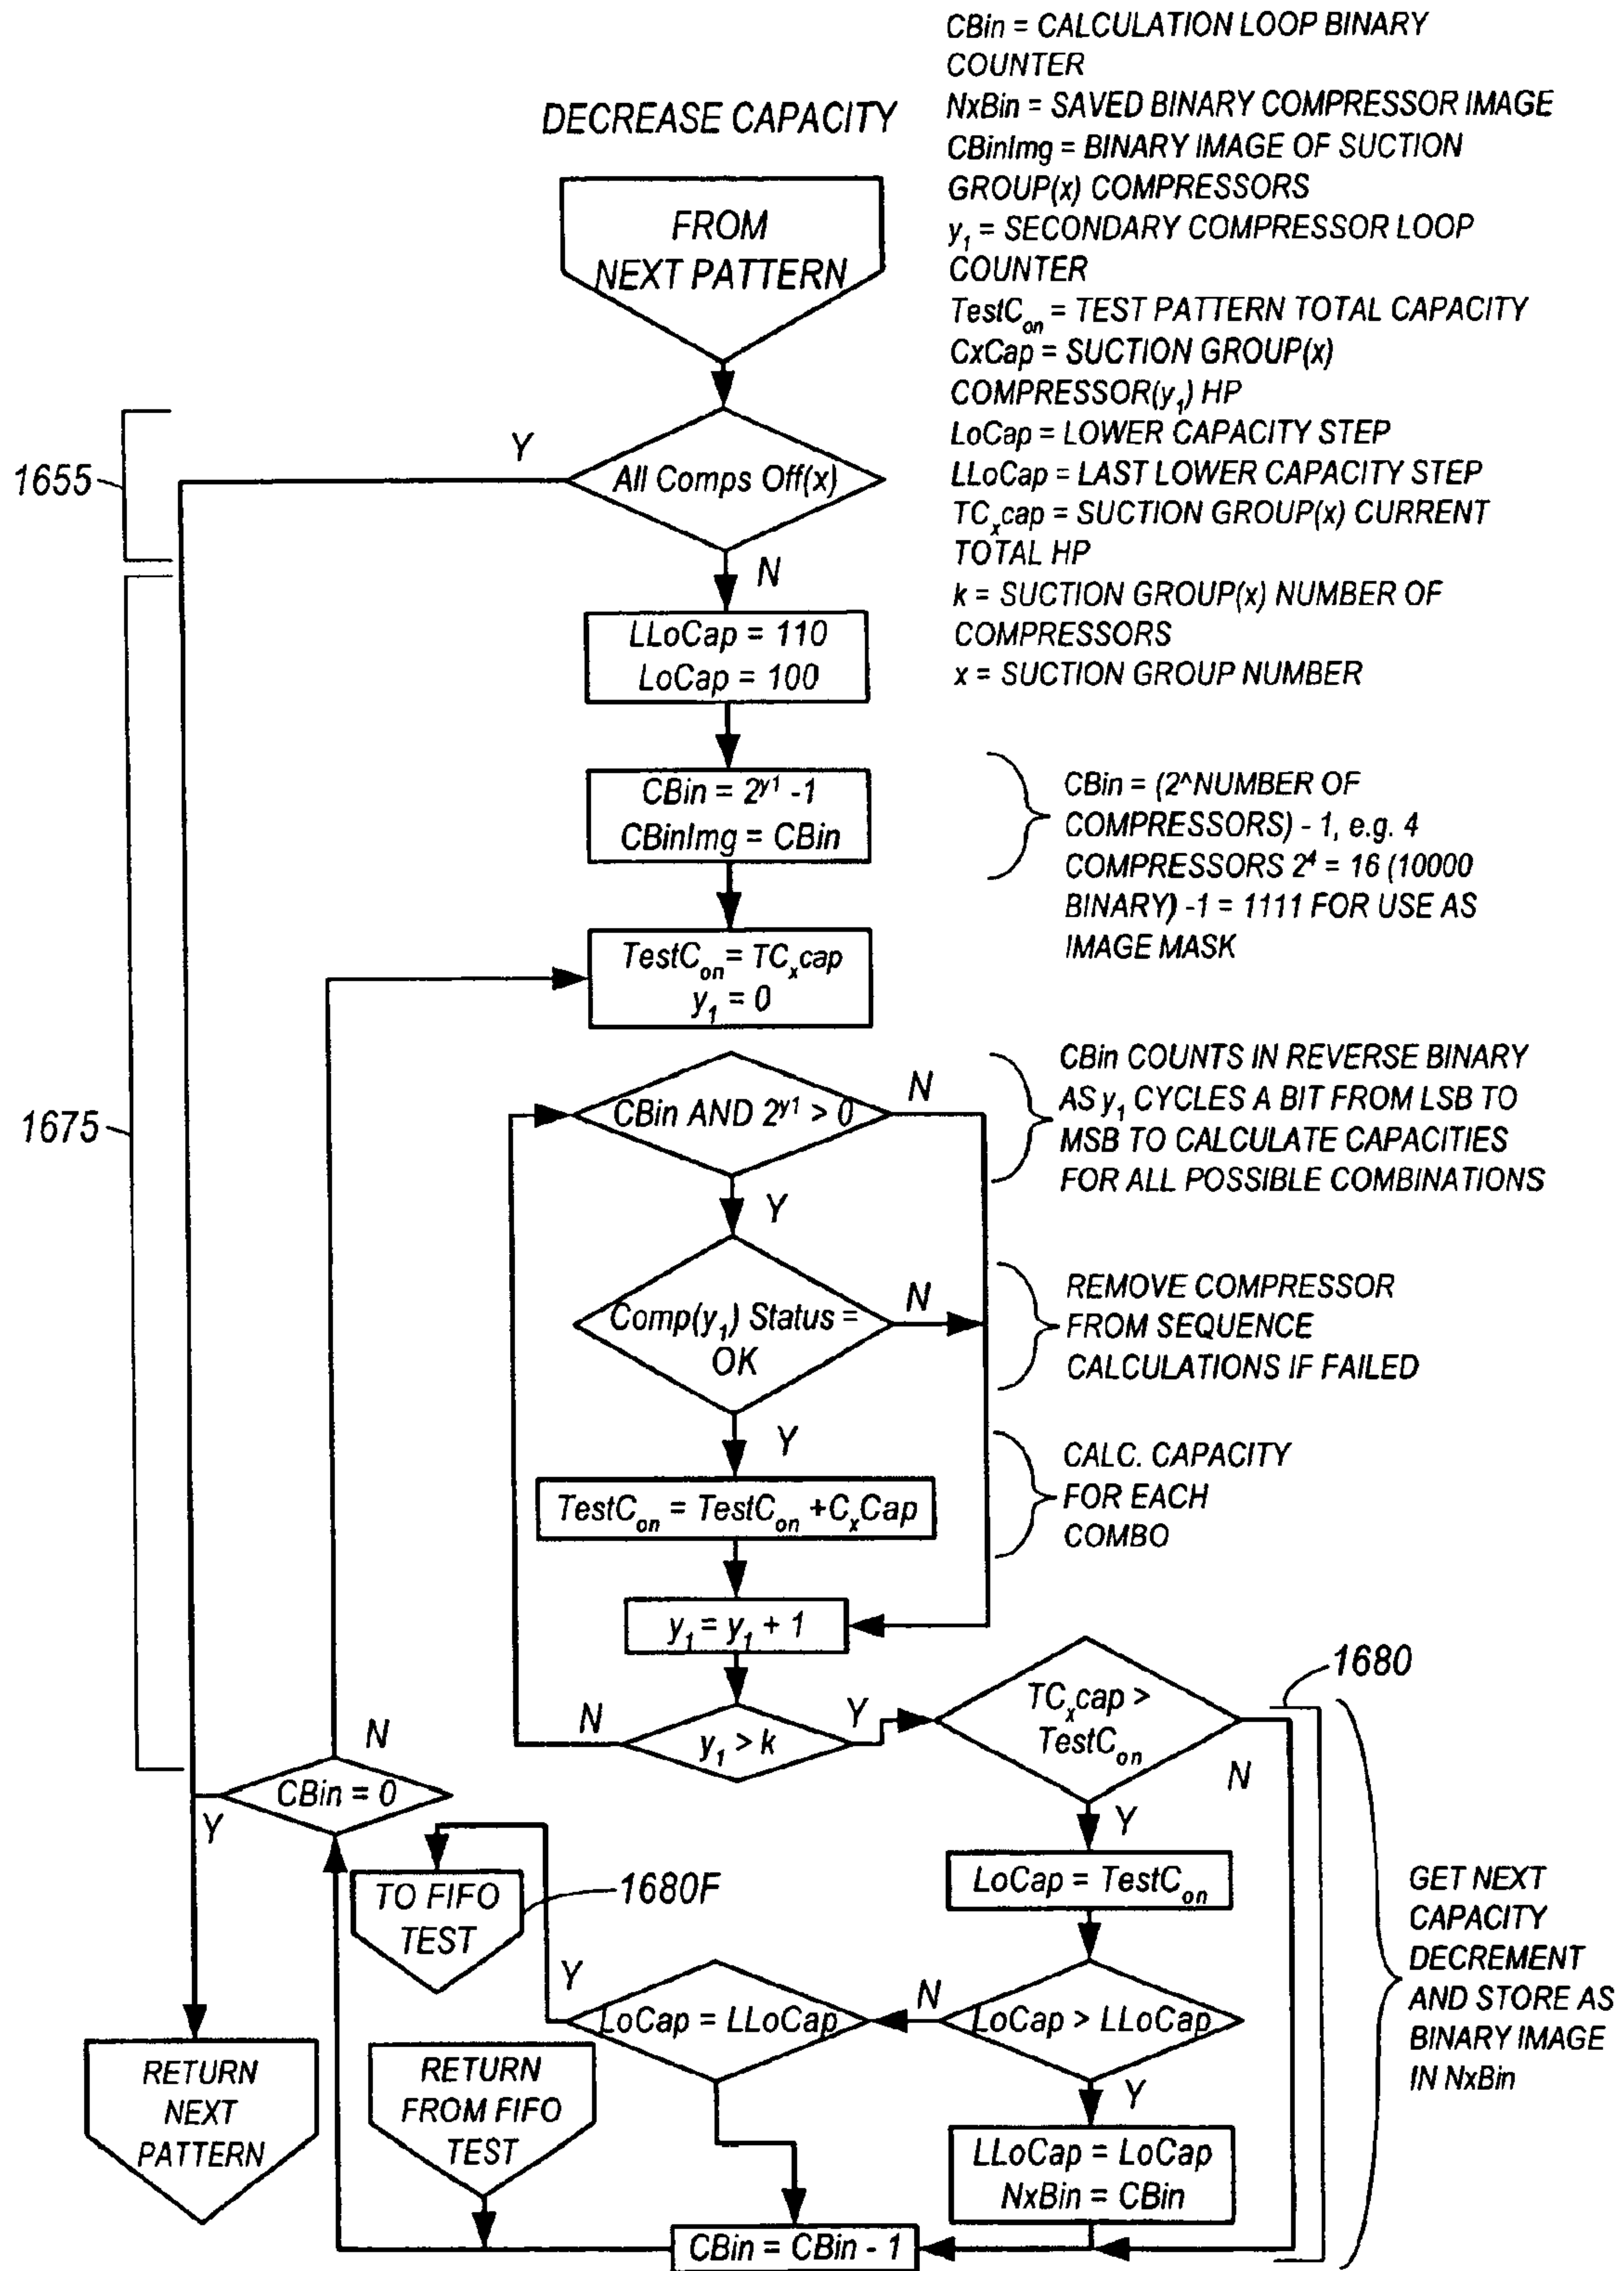 CBin = CALCULATION LOOP BINARY
COUNTER
NxBin = SAVED BINARY COMPRESSOR IMAGE
CBinImg = BINARY IMAGE OF SUCTION
GROUP(x) COMPRESSORS
y₁ = SECONDARY COMPRESSOR LOOP
COUNTER
TestCₒₙ = TEST PATTERN TOTAL CAPACITY
CxCap = SUCTION GROUP(x)
COMPRESSOR(y₁) HP
LoCap = LOWER CAPACITY STEP
LLoCap = LAST LOWER CAPACITY STEP
TCₓcap = SUCTION GROUP(x) CURRENT
TOTAL HP
k = SUCTION GROUP(x) NUMBER OF
COMPRESSORS
x = SUCTION GROUP NUMBER
DECREASE CAPACITY
FROM
NEXT PATTERN
All Comps Off(x)
Y
N
1655
LLoCap = 110
LoCap = 100
CBin = 2^y1 -1
CBinImg = CBin
CBin = (2^NUMBER OF
COMPRESSORS) - 1, e.g. 4
COMPRESSORS 2⁴ = 16 (10000
BINARY) -1 = 1111 FOR USE AS
IMAGE MASK
TestCₒₙ = TCₓcap
y₁ = 0
1675
CBin AND 2^y1 > 0
N
Y
CBin COUNTS IN REVERSE BINARY
AS y₁ CYCLES A BIT FROM LSB TO
MSB TO CALCULATE CAPACITIES
FOR ALL POSSIBLE COMBINATIONS
Comp(y₁) Status =
OK
N
Y
REMOVE COMPRESSOR
FROM SEQUENCE
CALCULATIONS IF FAILED
TestCₒₙ = TestCₒₙ +CₓCap
CALC. CAPACITY
FOR EACH
COMBO
y₁ = y₁ + 1
y₁ > k
N
Y
TCₓcap >
TestCₒₙ
N
Y
1680
CBin = 0
N
Y
TO FIFO
TEST
1680F
LoCap = TestCₒₙ
LoCap > LLoCap
N
Y
LoCap = LLoCap
Y
GET NEXT
CAPACITY
DECREMENT
AND STORE AS
BINARY IMAGE
IN NxBin
RETURN
NEXT
PATTERN
RETURN
FROM FIFO
TEST
LLoCap = LoCap
NxBin = CBin
CBin = CBin - 1